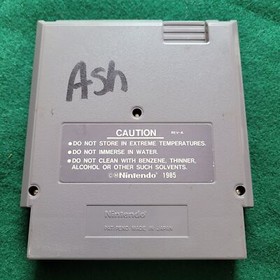 Ash
CAUTION
● DO NOT STORE IN EXTREME TEMPERATURES.
● DO NOT IMMERSE IN WATER.
● DO NOT CLEAN WITH BENZENE, THINNER,
ALCOHOL OR OTHER SUCH SOLVENTS.
©Nintendo 1985
Nintendo